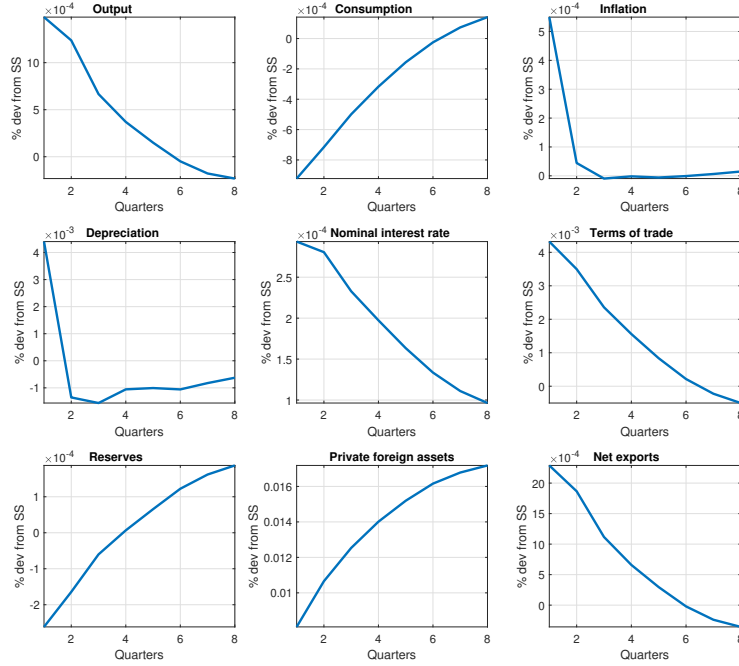 ×10-4 Output
10
5
0
% dev from SS
2 4 6 8
Quarters
×10-4 Consumption
0
-2
-4
-6
-8
% dev from SS
2 4 6 8
Quarters
×10-4 Inflation
5
4
3
2
1
0
% dev from SS
2 4 6 8
Quarters
×10-3 Depreciation
4
3
2
1
0
-1
% dev from SS
2 4 6 8
Quarters
×10-4 Nominal interest rate
2.5
2
1.5
1
% dev from SS
2 4 6 8
Quarters
×10-3 Terms of trade
4
3
2
1
0
% dev from SS
2 4 6 8
Quarters
×10-4 Reserves
1
0
-1
-2
% dev from SS
2 4 6 8
Quarters
Private foreign assets
0.016
0.014
0.012
0.01
% dev from SS
2 4 6 8
Quarters
×10-4 Net exports
20
15
10
5
0
% dev from SS
2 4 6 8
Quarters